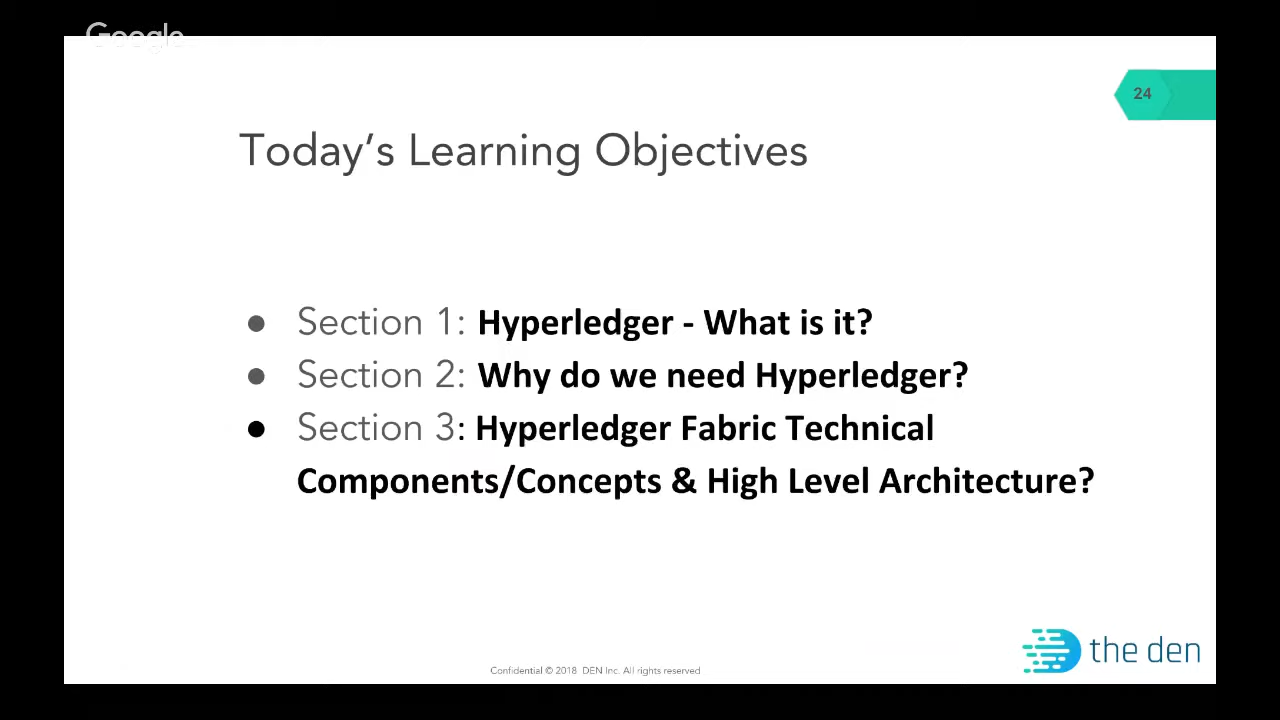 Google
24
Today's Learning Objectives
● Section 1: Hyperledger - What is it?
● Section 2: Why do we need Hyperledger?
● Section 3: Hyperledger Fabric Technical
Components/Concepts & High Level Architecture?
the den
Confidential © 2018 DEN Inc. All rights reserved